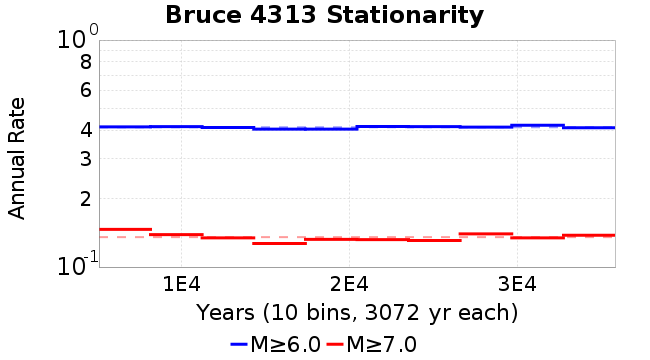 Bruce 4313 Stationarity
10^0
8
6
4
3
2
10^-1
Annual Rate
1E4 2E4 3E4
Years (10 bins, 3072 yr each)
M≥6.0 M≥7.0